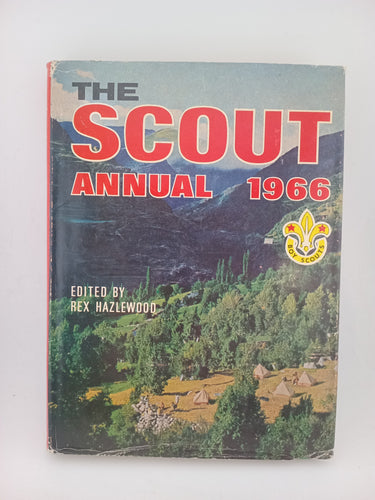 THE
SCOUT
ANNUAL 1966
BOY SCOUTS
EDITED BY
REX HAZLEWOOD